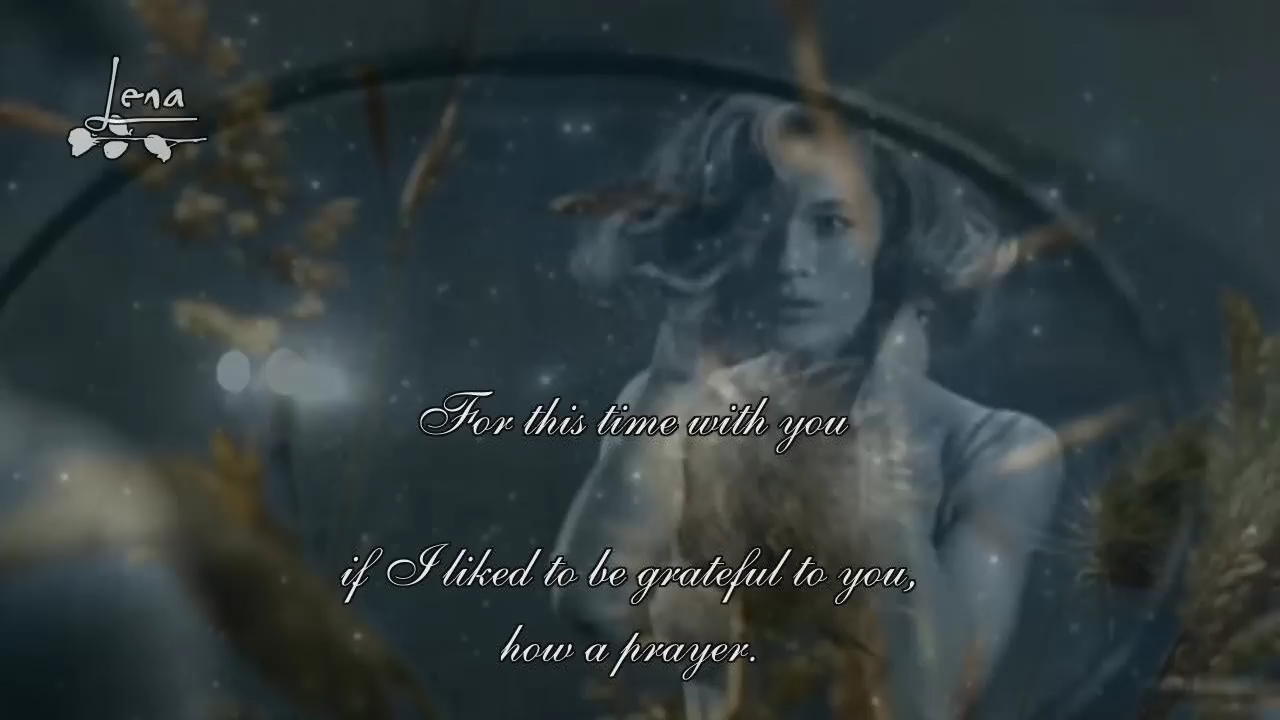 Lena
For this time with you
if I liked to be grateful to you,
how a prayer.